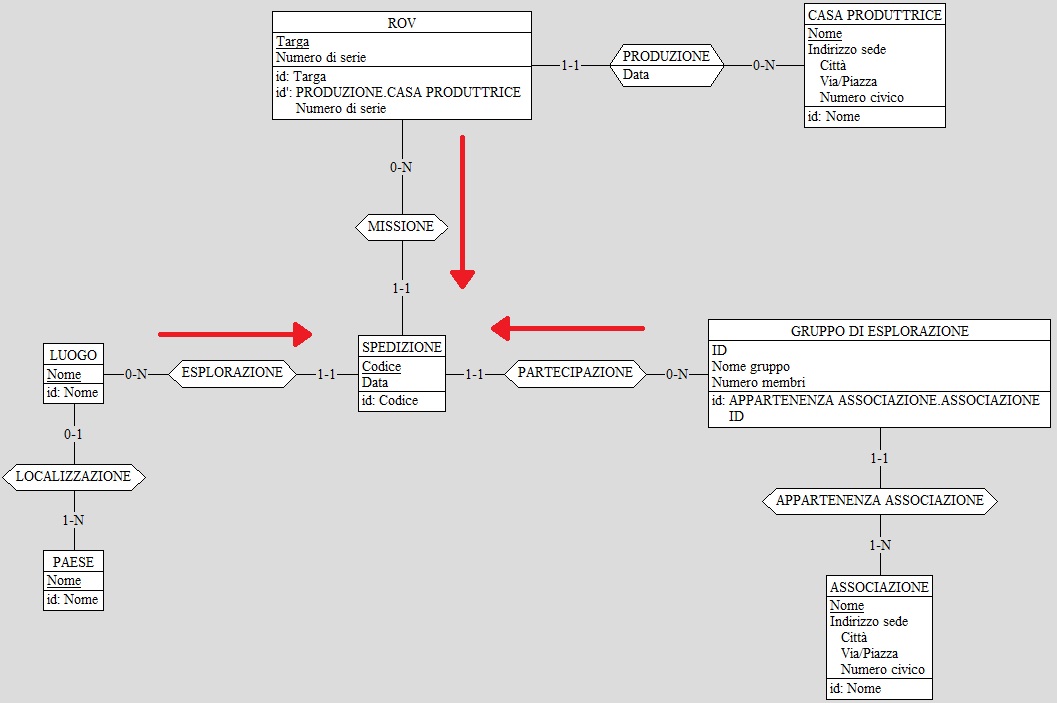 ROV
Targa
Numero di serie
id: Targa
id': PRODUZIONE.CASA PRODUTTRICE
Numero di serie
1-1
PRODUZIONE
Data
0-N
CASA PRODUTTRICE
Nome
Indirizzo sede
Città
Via/Piazza
Numero civico
id: Nome
0-N
MISSIONE
1-1
LUOGO
Nome
id: Nome
0-N
ESPLORAZIONE
1-1
SPEDIZIONE
Codice
Data
id: Codice
1-1
PARTECIPAZIONE
0-N
GRUPPO DI ESPLORAZIONE
ID
Nome gruppo
Numero membri
id: APPARTENENZA ASSOCIAZIONE.ASSOCIAZIONE
ID
0-1
LOCALIZZAZIONE
1-N
PAESE
Nome
id: Nome
1-1
APPARTENENZA ASSOCIAZIONE
1-N
ASSOCIAZIONE
Nome
Indirizzo sede
Città
Via/Piazza
Numero civico
id: Nome